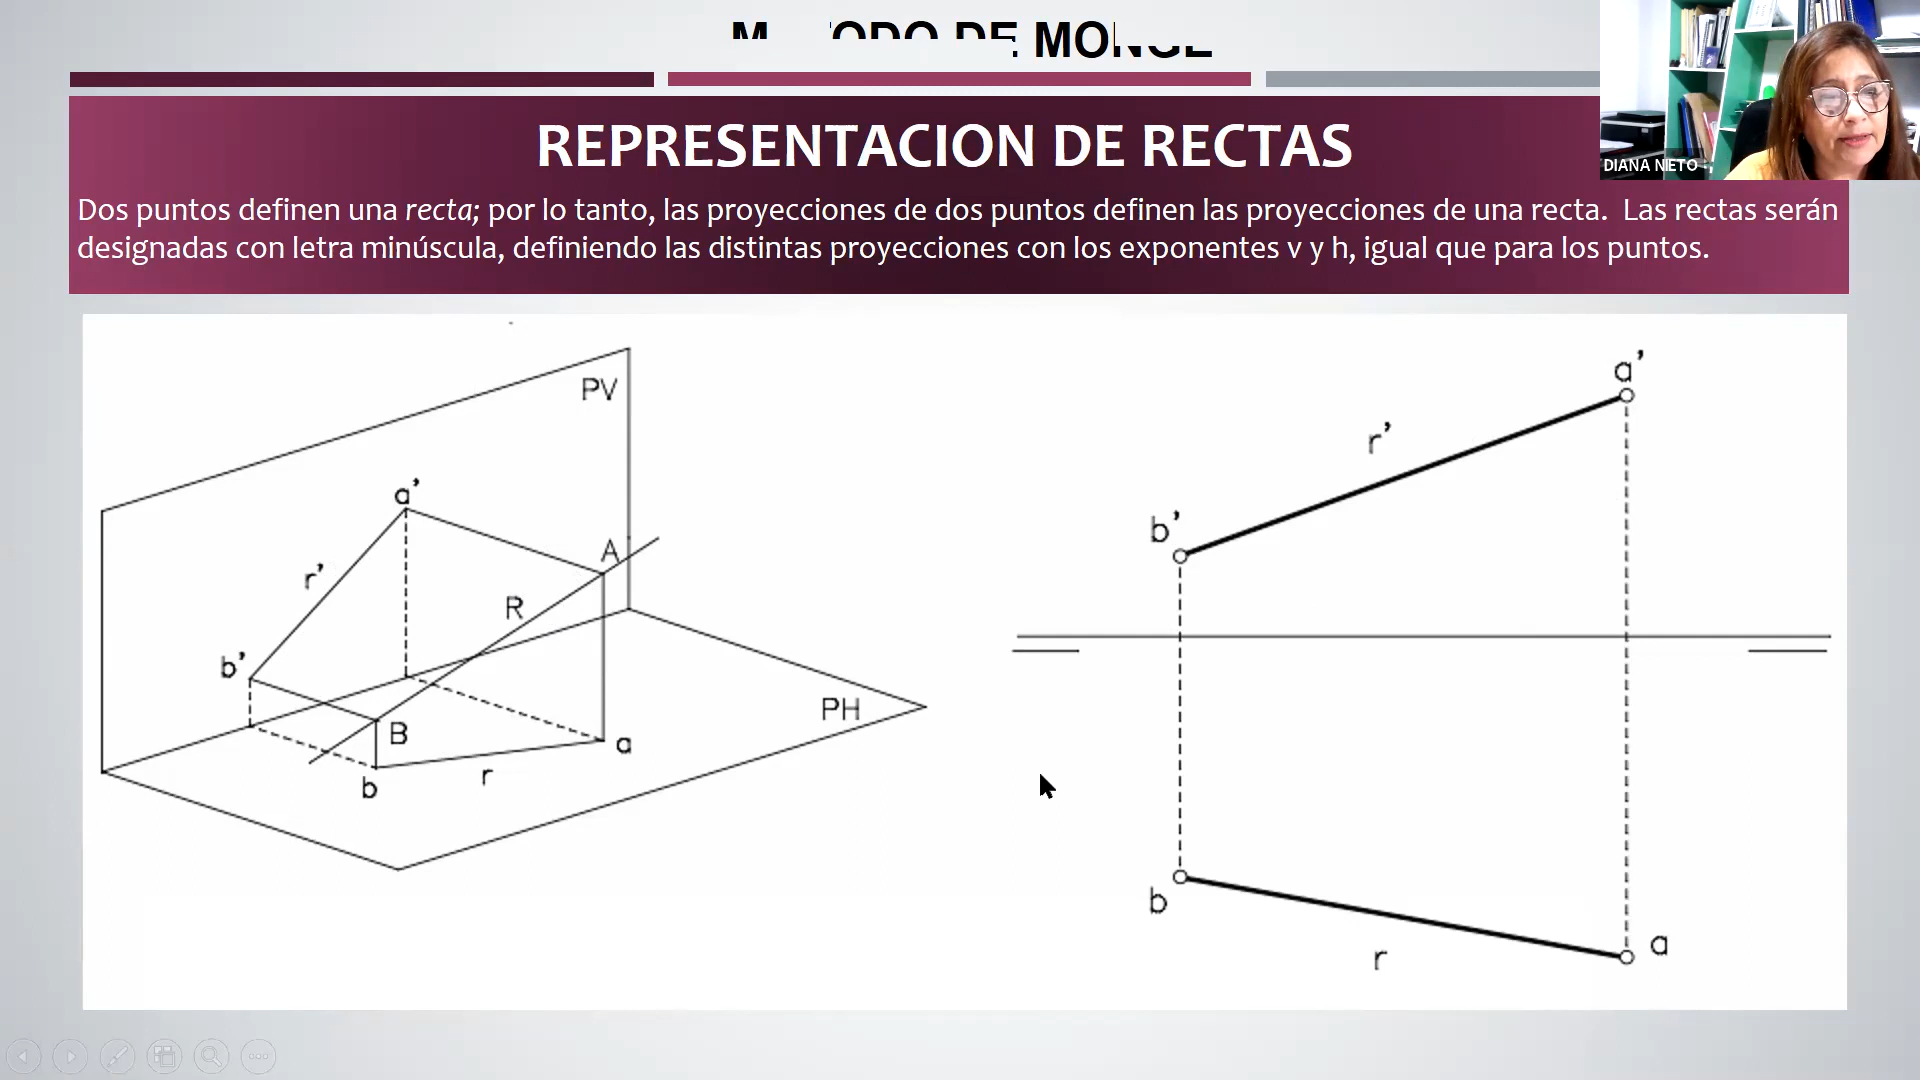 DE MONGE
REPRESENTACION DE RECTAS
DIANA NIETO
Dos puntos definen una recta; por lo tanto, las proyecciones de dos puntos definen las proyecciones de una recta. Las rectas serán
designadas con letra minúscula, definiendo las distintas proyecciones con los exponentes v y h, igual que para los puntos.
PV
a'
A
r'
R
b'
PH
B
a
r
b
a'
r'
b'
b
a
r